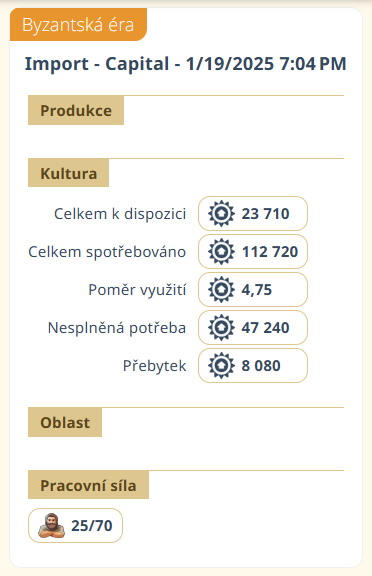 Byzantská éra
Import - Capital - 1/19/2025 7:04 PM
Produkce
Kultura
Celkem k dispozici 23 710
Celkem spotřebováno 112 720
Poměr využití 4,75
Nesplněná potřeba 47 240
Přebytek 8 080
Oblast
Pracovní síla
25/70